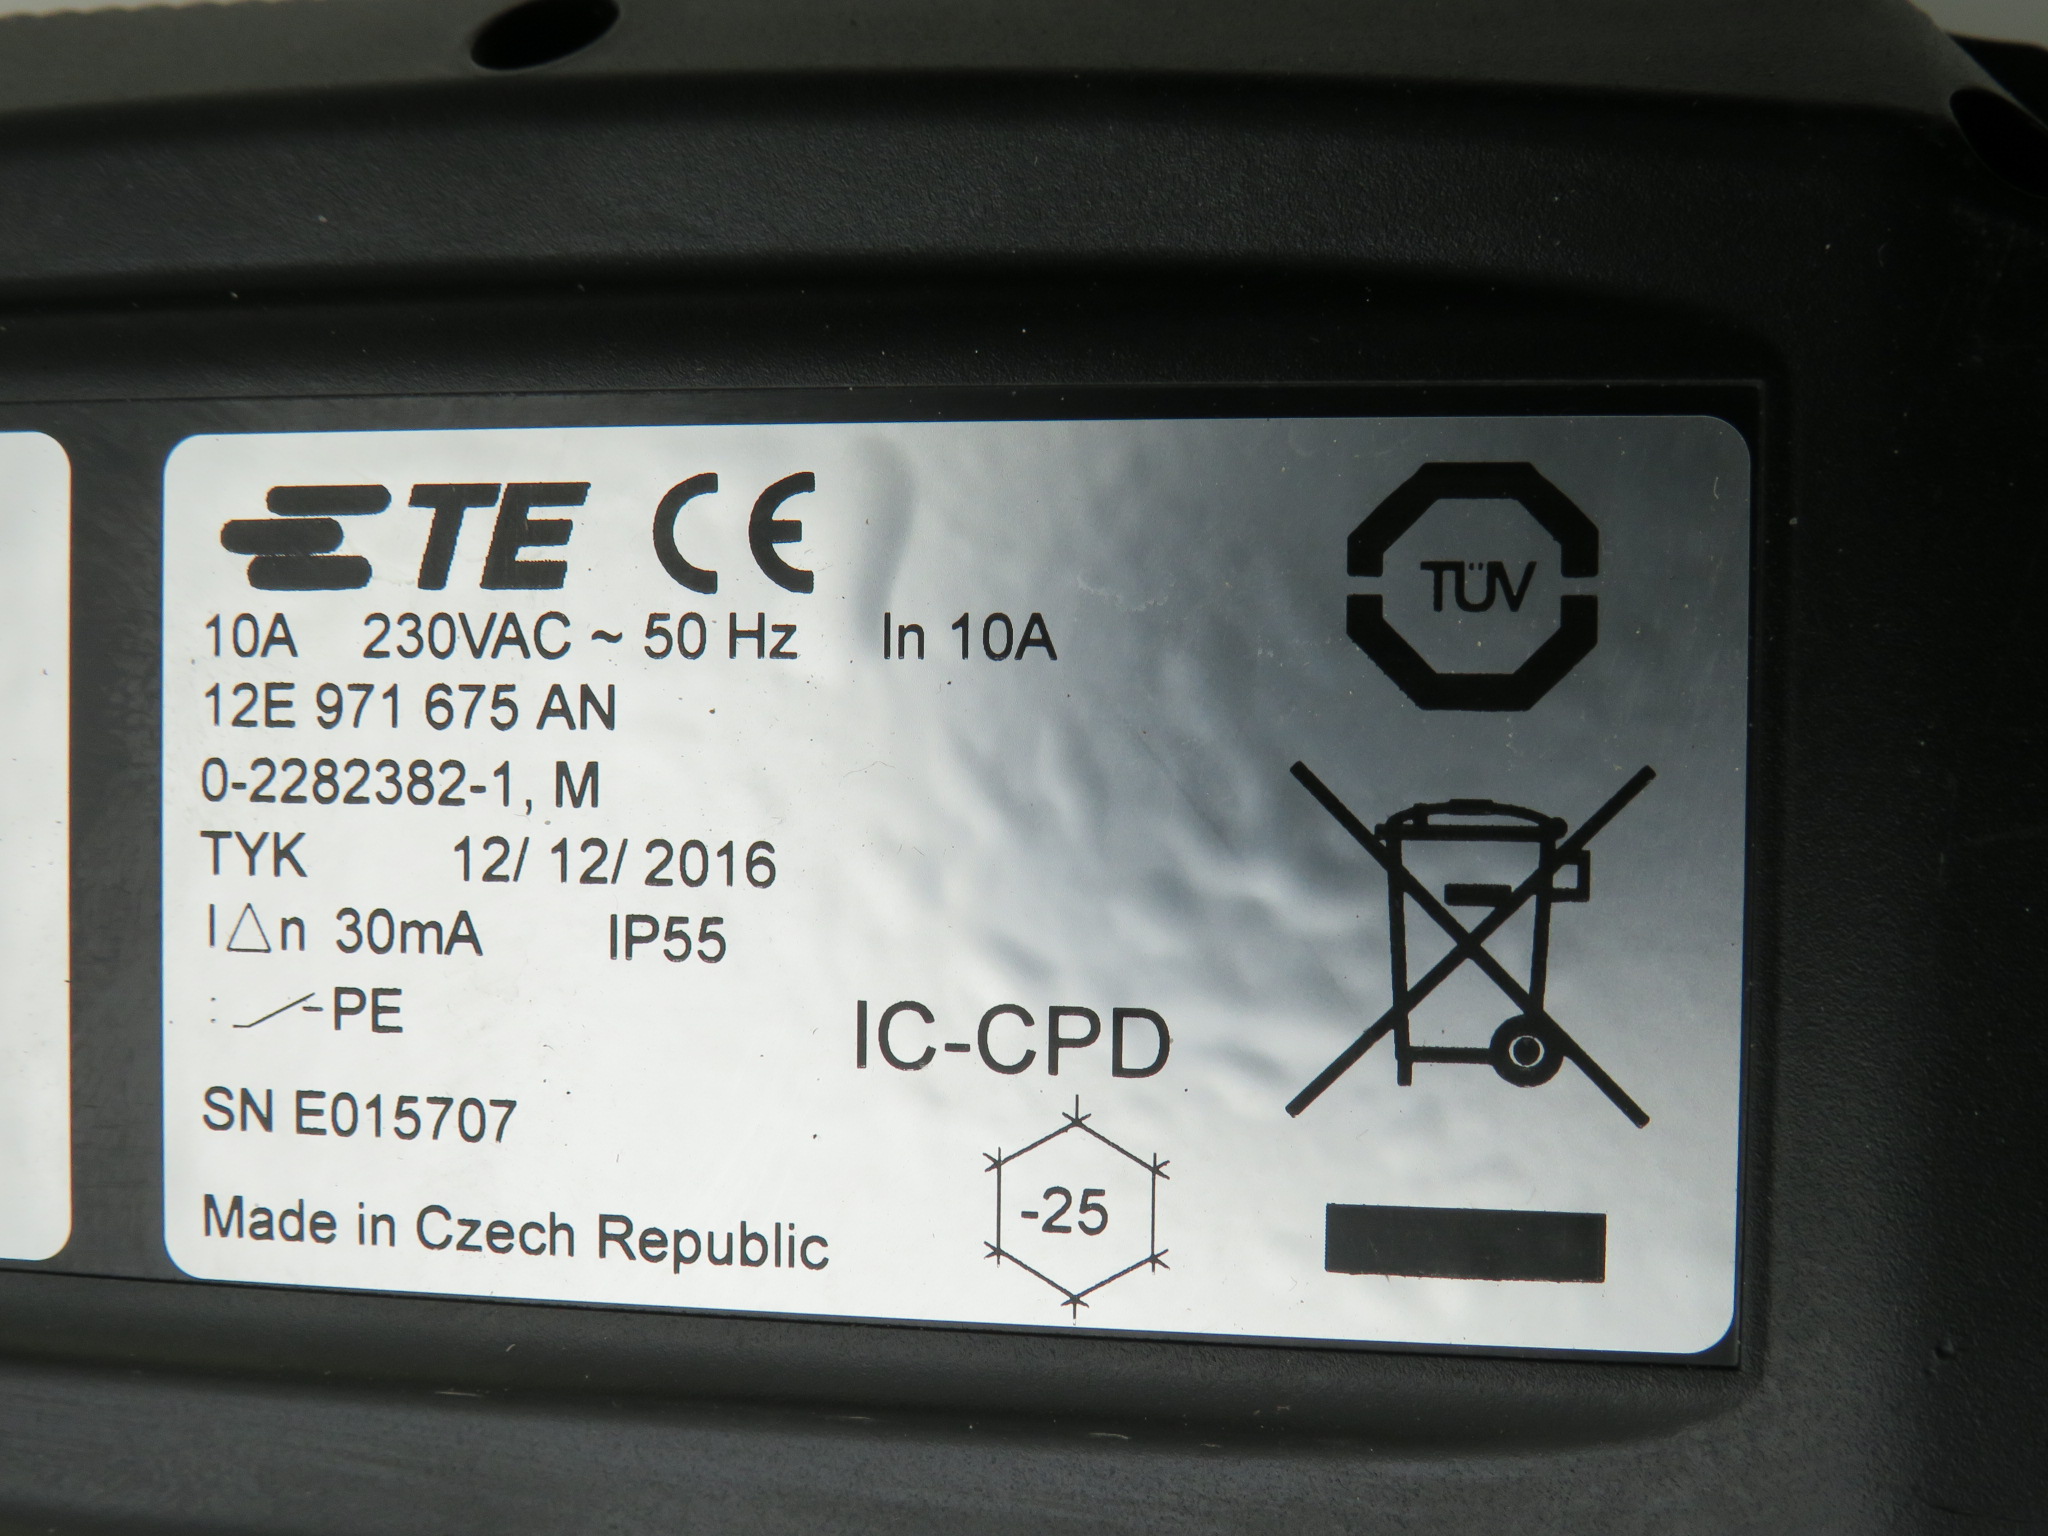 TE CE
10A 230VAC ~ 50 Hz In 10A
TÜV
12E 971 675 AN
0-2282382-1, M
TYK 12/ 12/ 2016
I△n 30mA IP55
PE
IC-CPD
SN E015707
-25
Made in Czech Republic